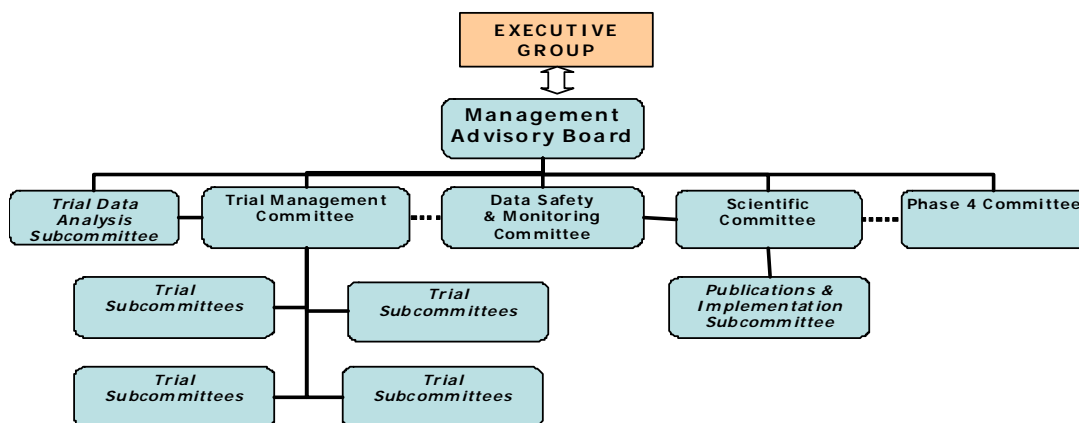 EXECUTIVE
GROUP
Management
Advisory Board
Trial Data
Analysis
Subcommittee
Trial Management
Committee
Data Safety
& Monitoring
Committee
Scientific
Committee
Phase 4 Committee
Trial
Subcommittees
Trial
Subcommittees
Publications &
Implementation
Subcommittee
Trial
Subcommittees
Trial
Subcommittees